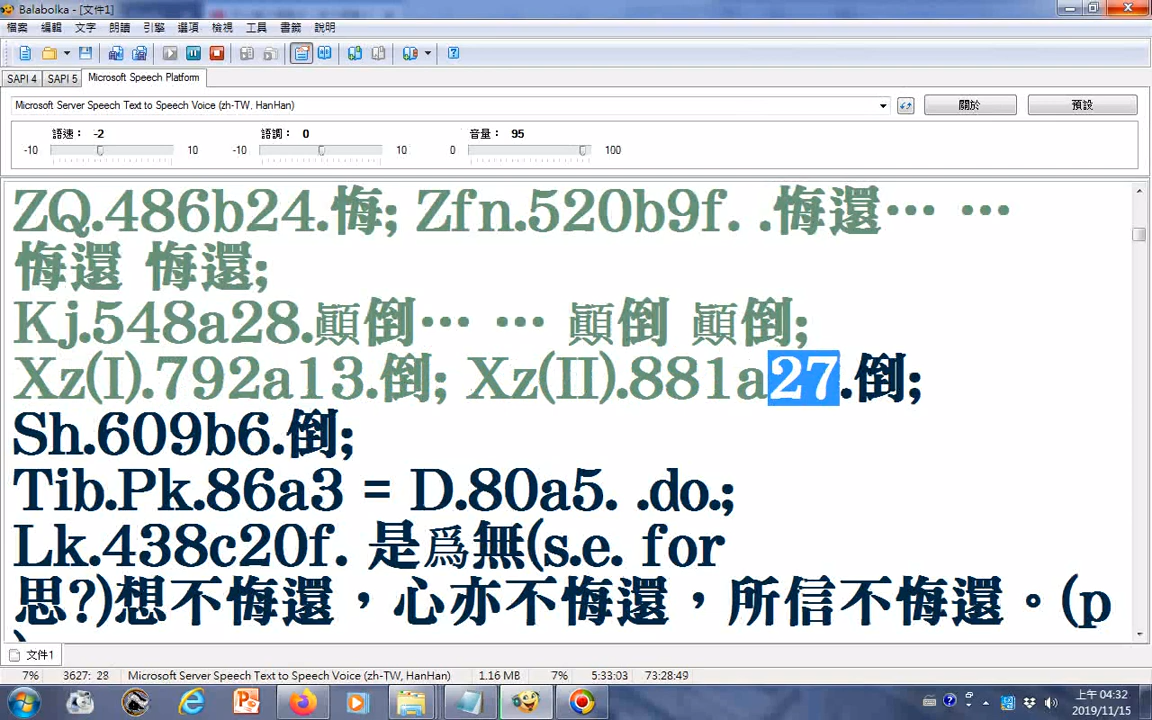 Balabolka - [文件1]
檔案 編輯 文字 朗讀 引擎 選項 檢視 工具 書籤 說明
SAPI 4 SAPI 5 Microsoft Speech Platform
Microsoft Server Speech Text to Speech Voice (zh-TW, HanHan) 關於 預設
語速： -2 語調： 0 音量： 95
-10 10 -10 10 0 100
ZQ.486b24.悔; Zfn.520b9f. .悔還… …
悔還 悔還;
Kj.548a28.顚倒… … 顚倒 顚倒;
Xz(I).792a13.倒; Xz(II).881a27.倒;
Sh.609b6.倒;
Tib.Pk.86a3 = D.80a5. .do.;
Lk.438c20f. 是爲無(s.e. for
思?)想不悔還，心亦不悔還，所信不悔還。(p
文件1
7% 3627: 28 Microsoft Server Speech Text to Speech Voice (zh-TW, HanHan) 1.16 MB 7% 5:33:03 73:28:49
上午 04:32
2019/11/15